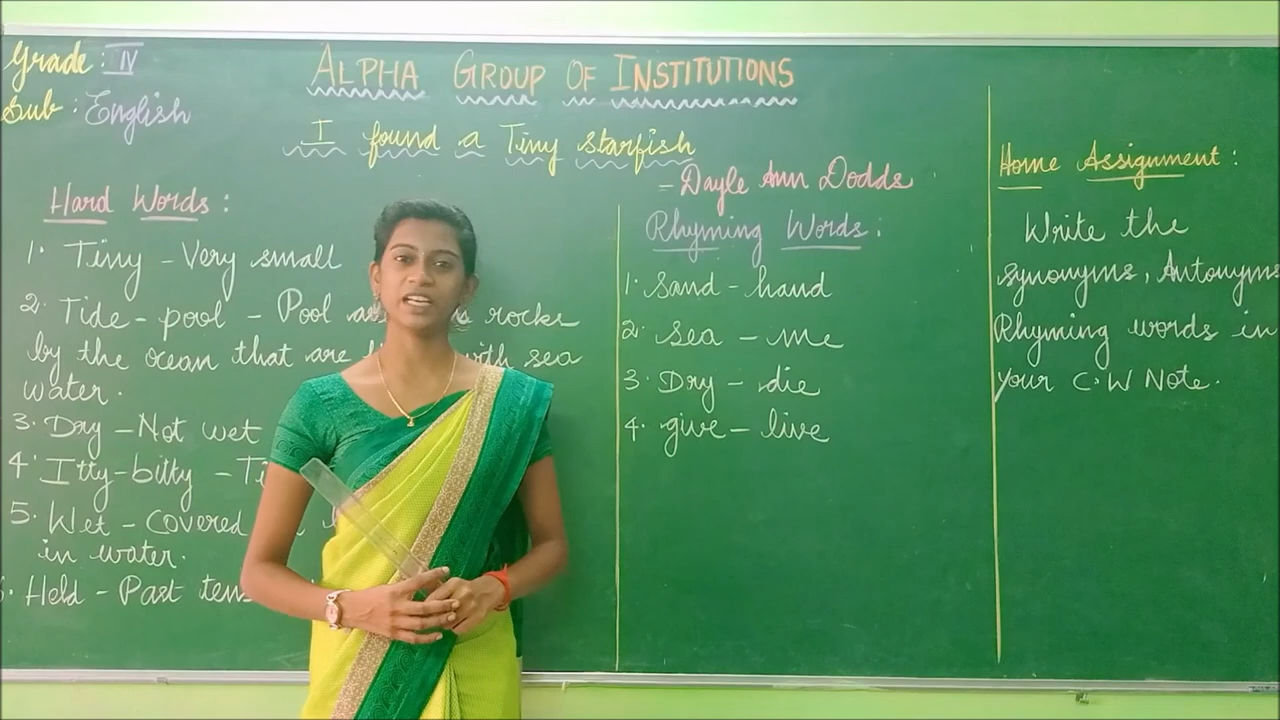 Grade : IV
Sub : English
ALPHA GROUP OF INSTITUTIONS
I found a Tiny starfish
- Dayle Ann Dodds
Hard Words :
1. Tiny - Very small
2. Tide - pool - Pool rocks
by the ocean that are with sea
water.
3. Dry - Not wet
4. Itty-bitty -
5. Wet - Covered
in water.
6. Held - Past
Rhyming Words :
1. Sand - hand
2. Sea - me
3. Dry - die
4. give - live
Home Assignment :
Write the
synonyms, Antonyms
Rhyming words in
your C.W Note.